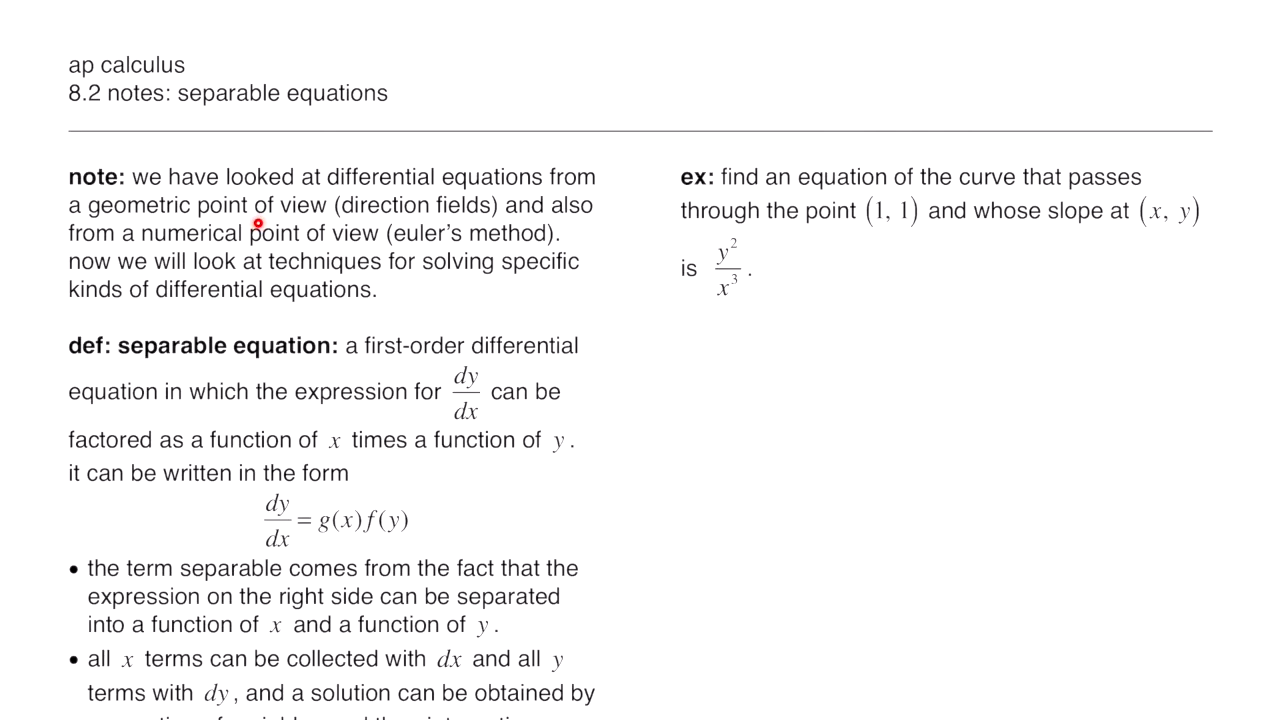 ap calculus
8.2 notes: separable equations
note: we have looked at differential equations from
a geometric point of view (direction fields) and also
from a numerical point of view (euler's method).
now we will look at techniques for solving specific
kinds of differential equations.
def: separable equation: a first-order differential
equation in which the expression for dy/dx can be
factored as a function of x times a function of y.
it can be written in the form
dy/dx = g(x)f(y)
• the term separable comes from the fact that the
expression on the right side can be separated
into a function of x and a function of y.
• all x terms can be collected with dx and all y
terms with dy, and a solution can be obtained by
ex: find an equation of the curve that passes
through the point (1, 1) and whose slope at (x, y)
is y²/x³.